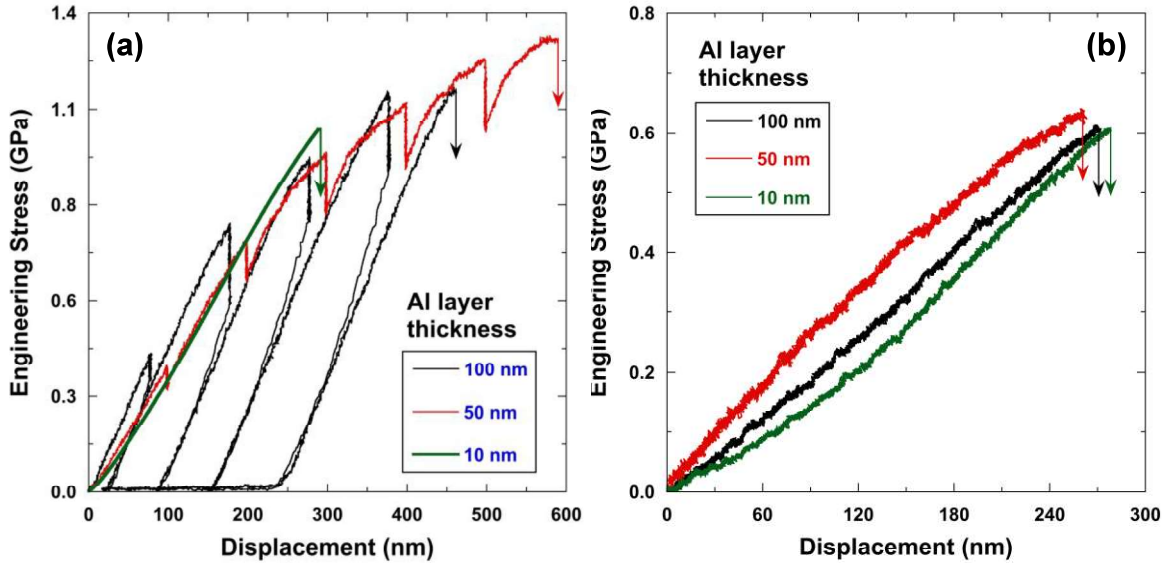 (a)
Engineering Stress (GPa)
1.4
1.1
0.8
0.6
0.3
0.0
0 100 200 300 400 500 600
Displacement (nm)
Al layer
thickness
100 nm
50 nm
10 nm
(b)
Engineering Stress (GPa)
0.8
0.6
0.4
0.2
0.0
0 60 120 180 240 300
Displacement (nm)
Al layer
thickness
100 nm
50 nm
10 nm